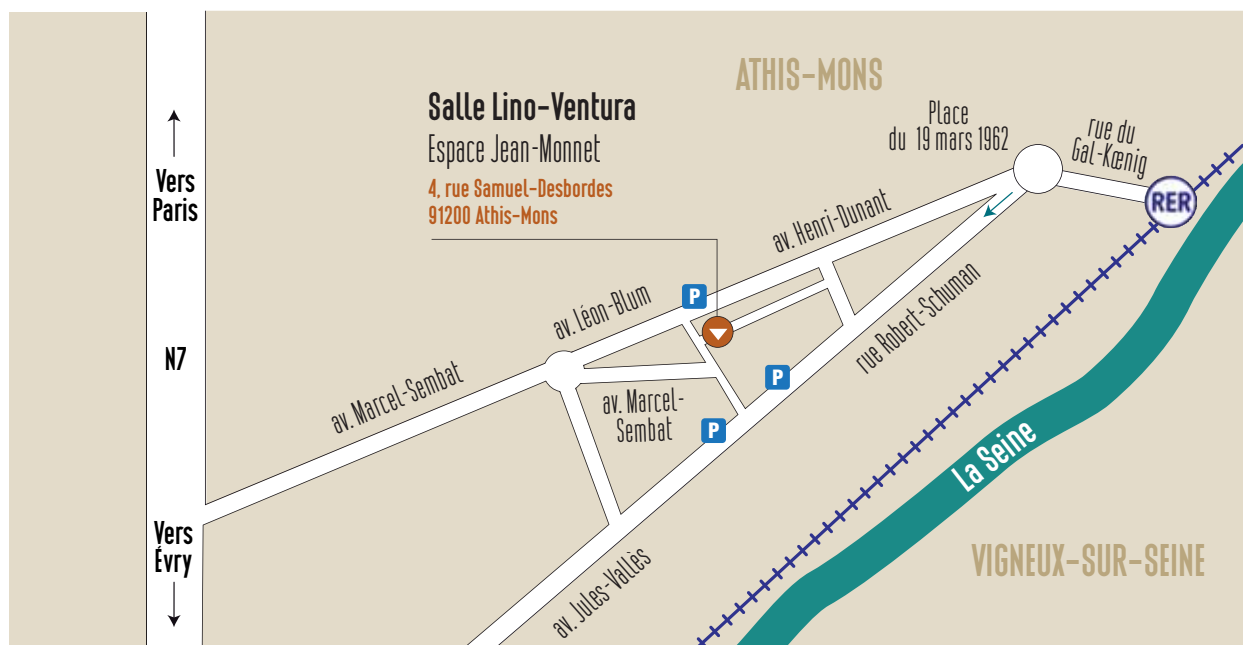 ATHIS-MONS
Salle Lino-Ventura
Espace Jean-Monnet
4, rue Samuel-Desbordes
91200 Athis-Mons
Place
du 19 mars 1962
rue du
Gal-Kœnig
RER
Vers
Paris
av. Henri-Dunant
P
av. Léon-Blum
rue Robert-Schuman
N7
av. Marcel-Sembat
P
av. Marcel-
Sembat
P
La Seine
Vers
Évry
av. Jules-Vallès
VIGNEUX-SUR-SEINE